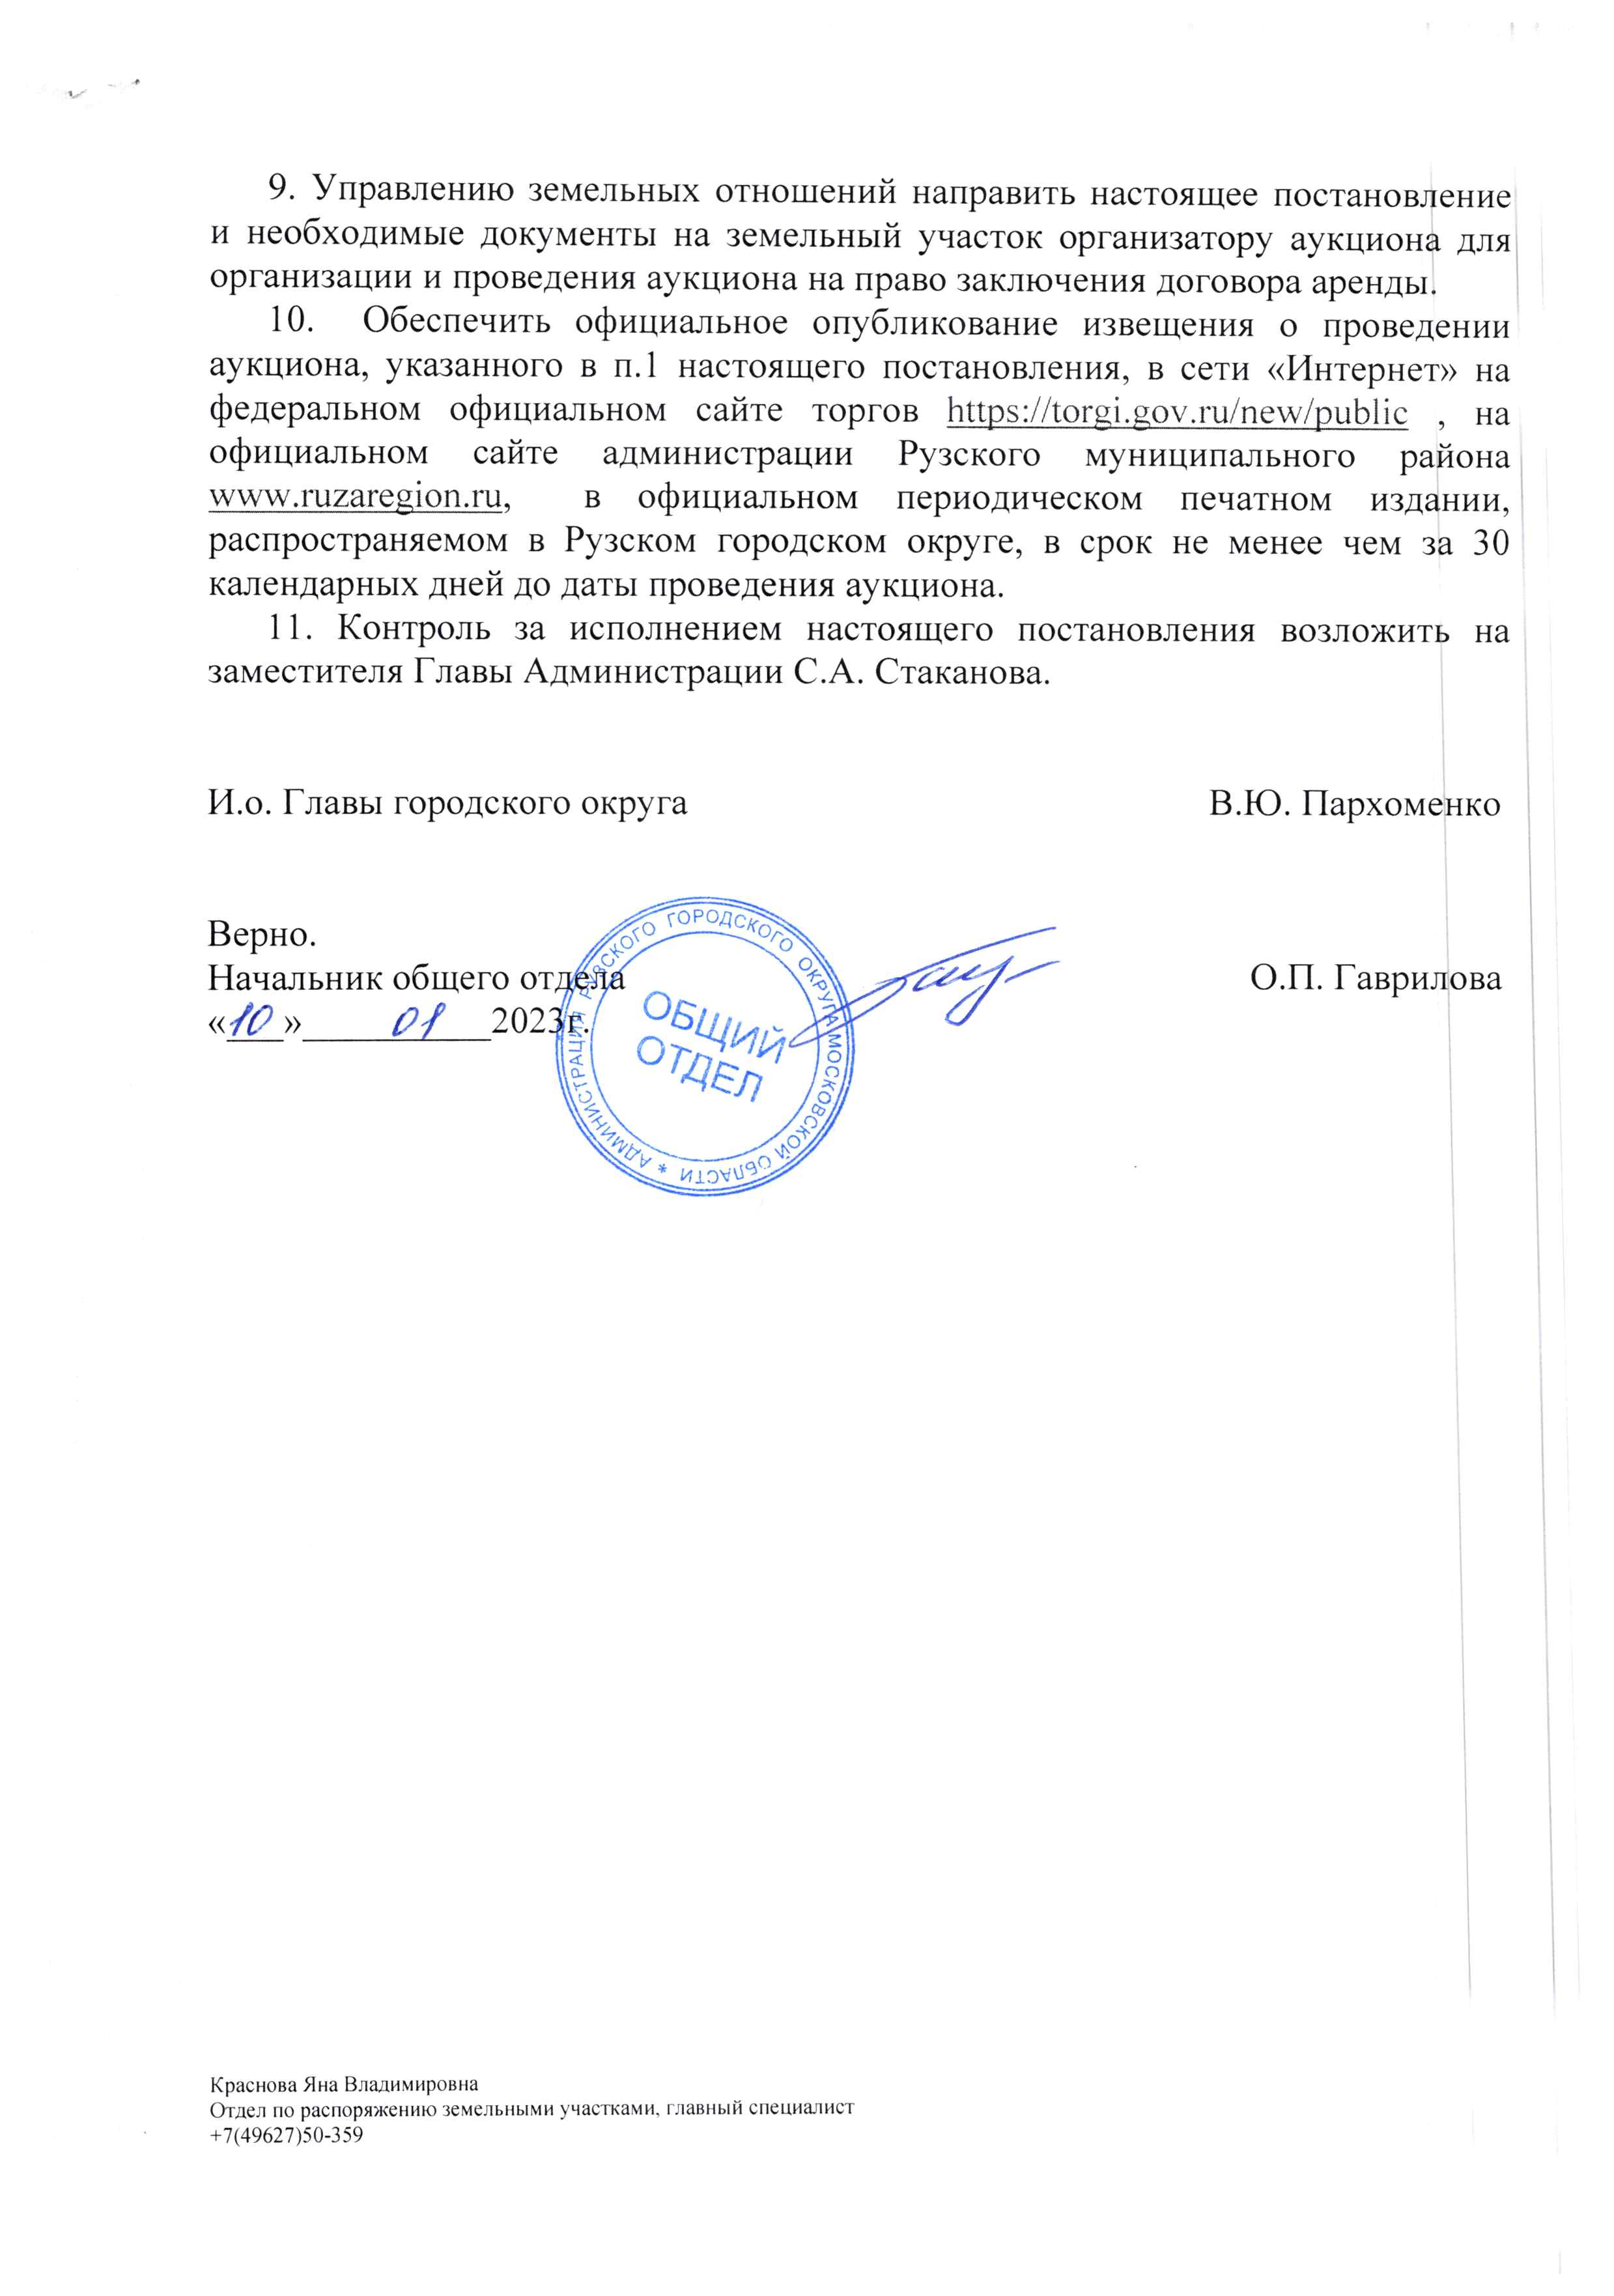 9. Управлению земельных отношений направить настоящее постановление
и необходимые документы на земельный участок организатору аукциона для
организации и проведения аукциона на право заключения договора аренды.
10. Обеспечить официальное опубликование извещения о проведении
аукциона, указанного в п.1 настоящего постановления, в сети «Интернет» на
федеральном официальном сайте торгов https://torgi.gov.ru/new/public , на
официальном сайте администрации Рузского муниципального района
www.ruzaregion.ru, в официальном периодическом печатном издании,
распространяемом в Рузском городском округе, в срок не менее чем за 30
календарных дней до даты проведения аукциона.
11. Контроль за исполнением настоящего постановления возложить на
заместителя Главы Администрации С.А. Стаканова.
И.о. Главы городского округа В.Ю. Пархоменко
Верно.
Начальник общего отдела О.П. Гаврилова
«10» 01 2023г.
АДМИНИСТРАЦИЯ РУЗСКОГО ГОРОДСКОГО ОКРУГА МОСКОВСКОЙ ОБЛАСТИ *
ОБЩИЙ
ОТДЕЛ
Краснова Яна Владимировна
Отдел по распоряжению земельными участками, главный специалист
+7(49627)50-359